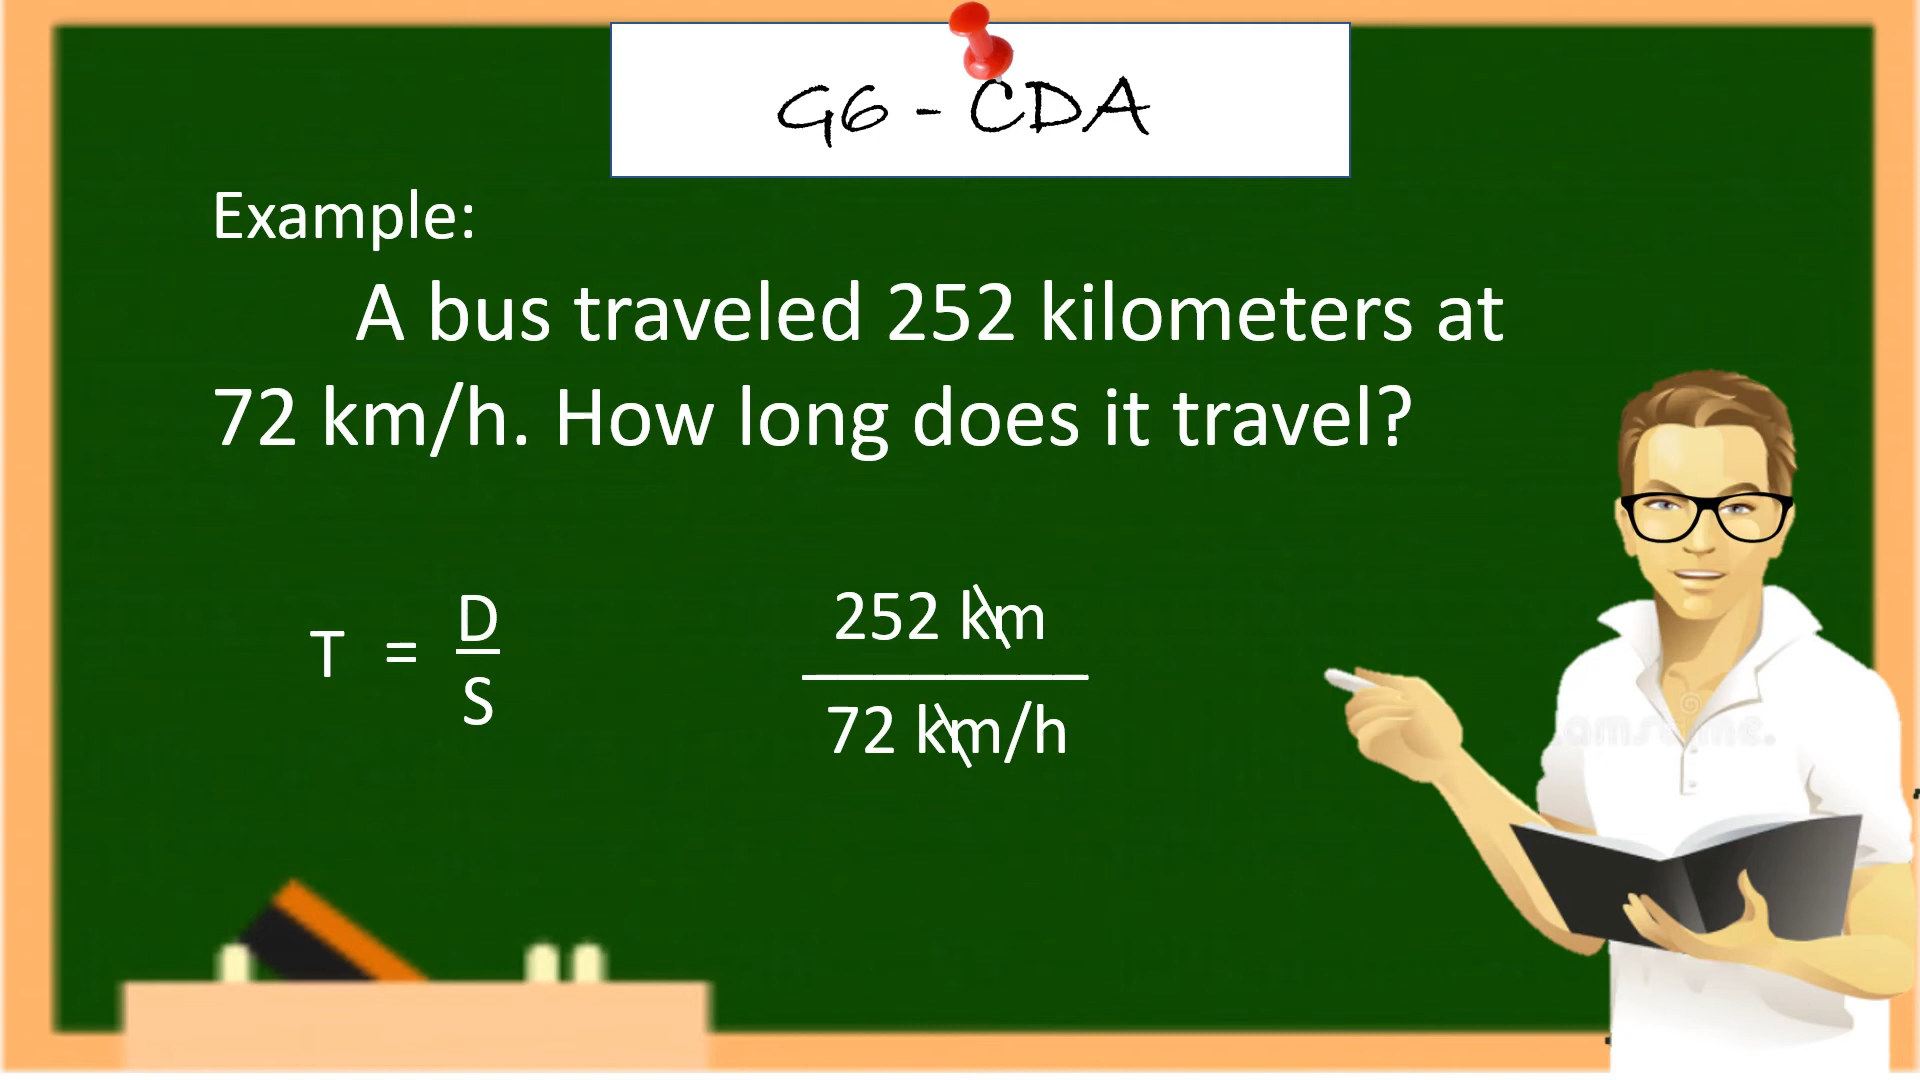 G6 - CDA
Example:
A bus traveled 252 kilometers at
72 km/h. How long does it travel?
T = D
S
252 km
72 km/h